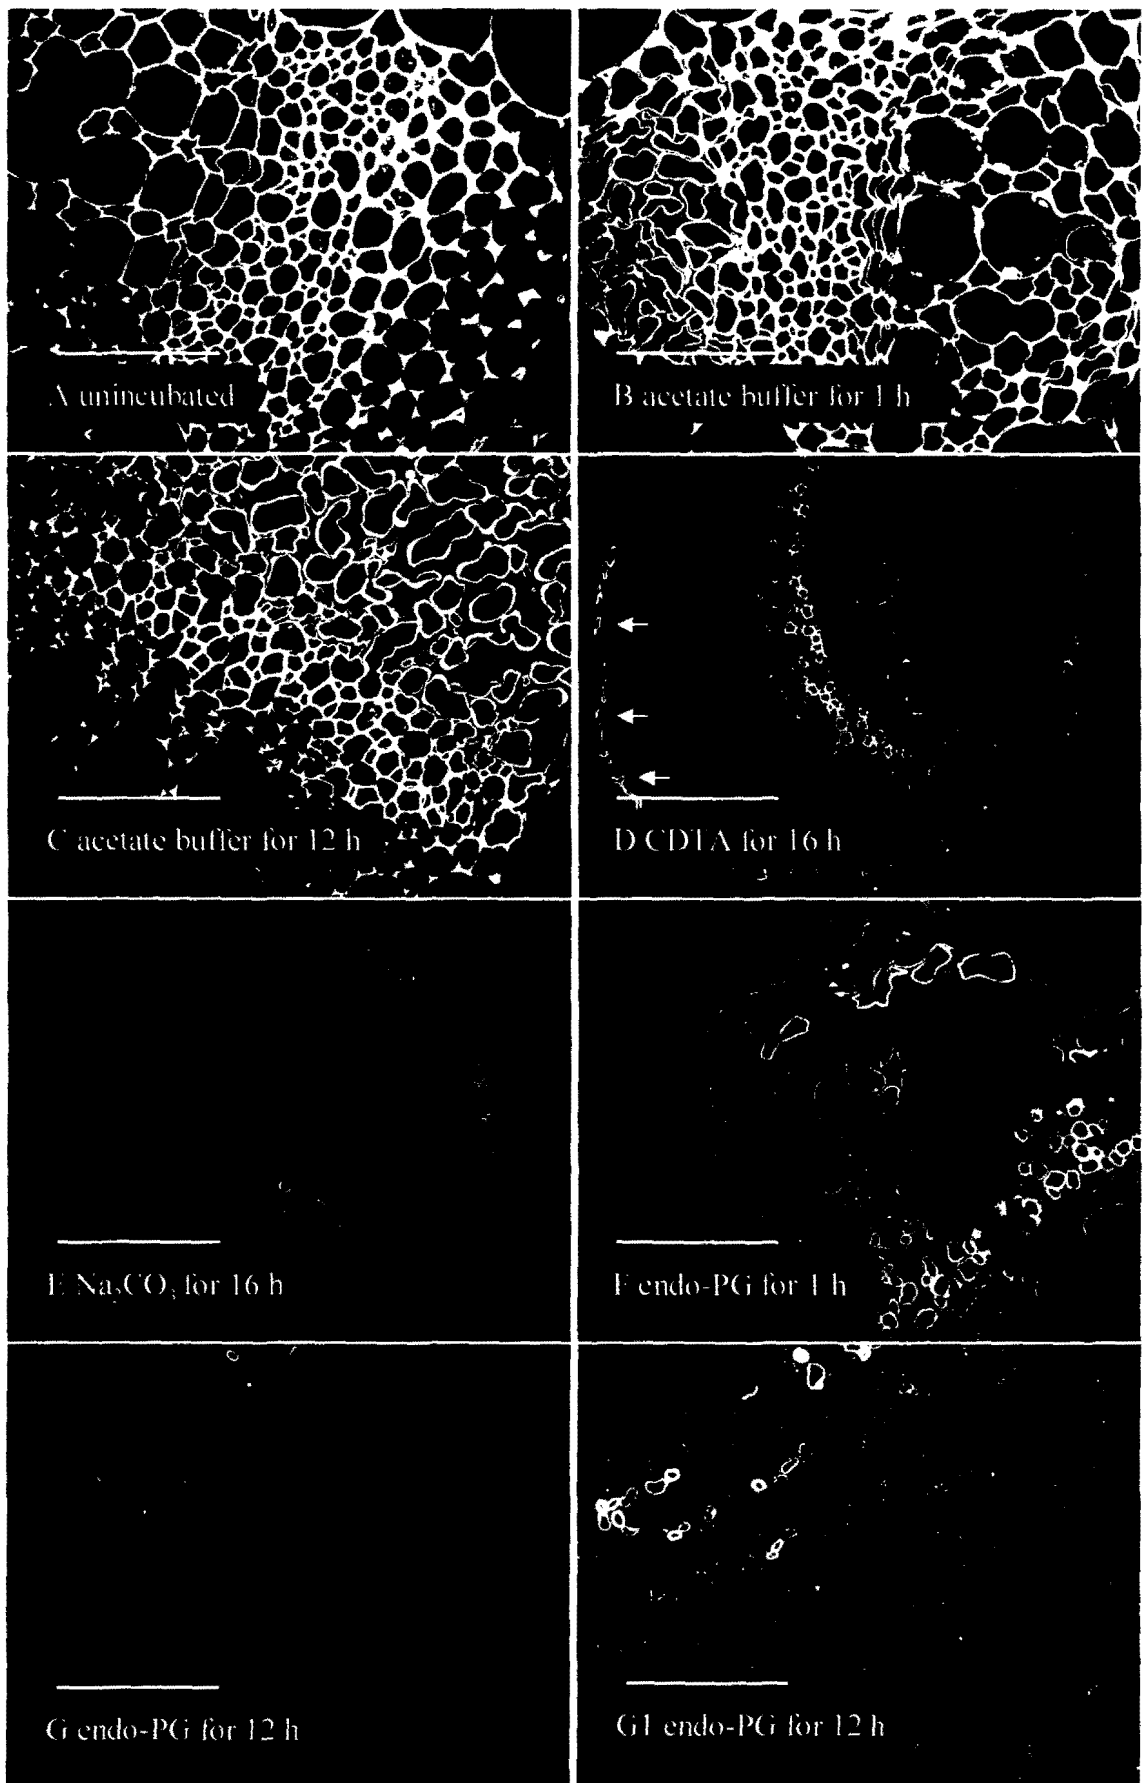 A unincubated
B acetate buffer for 1 h
C acetate buffer for 12 h
D CDTA for 16 h
E Na₂CO₃ for 16 h
F endo-PG for 1 h
G endo-PG for 12 h
G1 endo-PG for 12 h